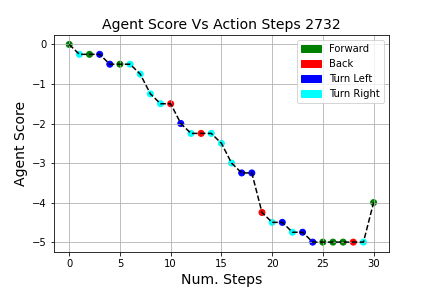 Agent Score Vs Action Steps 2732
0
−1
−2
−3
−4
−5
Agent Score
Forward
Back
Turn Left
Turn Right
0 5 10 15 20 25 30
Num. Steps